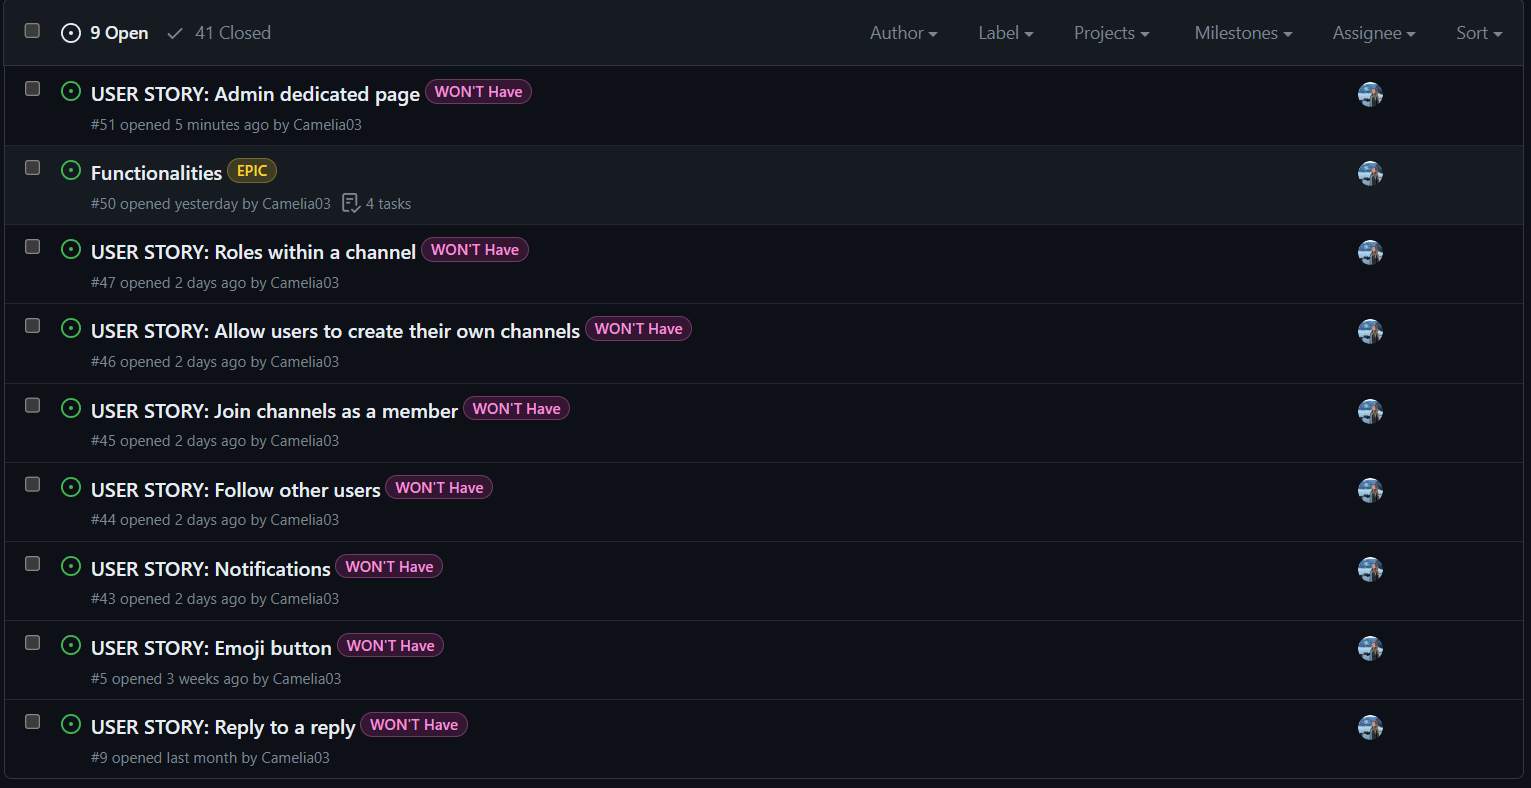 9 Open 41 Closed Author Label Projects Milestones Assignee Sort
USER STORY: Admin dedicated page WON'T Have
#51 opened 5 minutes ago by Camelia03
Functionalities EPIC
#50 opened yesterday by Camelia03 4 tasks
USER STORY: Roles within a channel WON'T Have
#47 opened 2 days ago by Camelia03
USER STORY: Allow users to create their own channels WON'T Have
#46 opened 2 days ago by Camelia03
USER STORY: Join channels as a member WON'T Have
#45 opened 2 days ago by Camelia03
USER STORY: Follow other users WON'T Have
#44 opened 2 days ago by Camelia03
USER STORY: Notifications WON'T Have
#43 opened 2 days ago by Camelia03
USER STORY: Emoji button WON'T Have
#5 opened 3 weeks ago by Camelia03
USER STORY: Reply to a reply WON'T Have
#9 opened last month by Camelia03